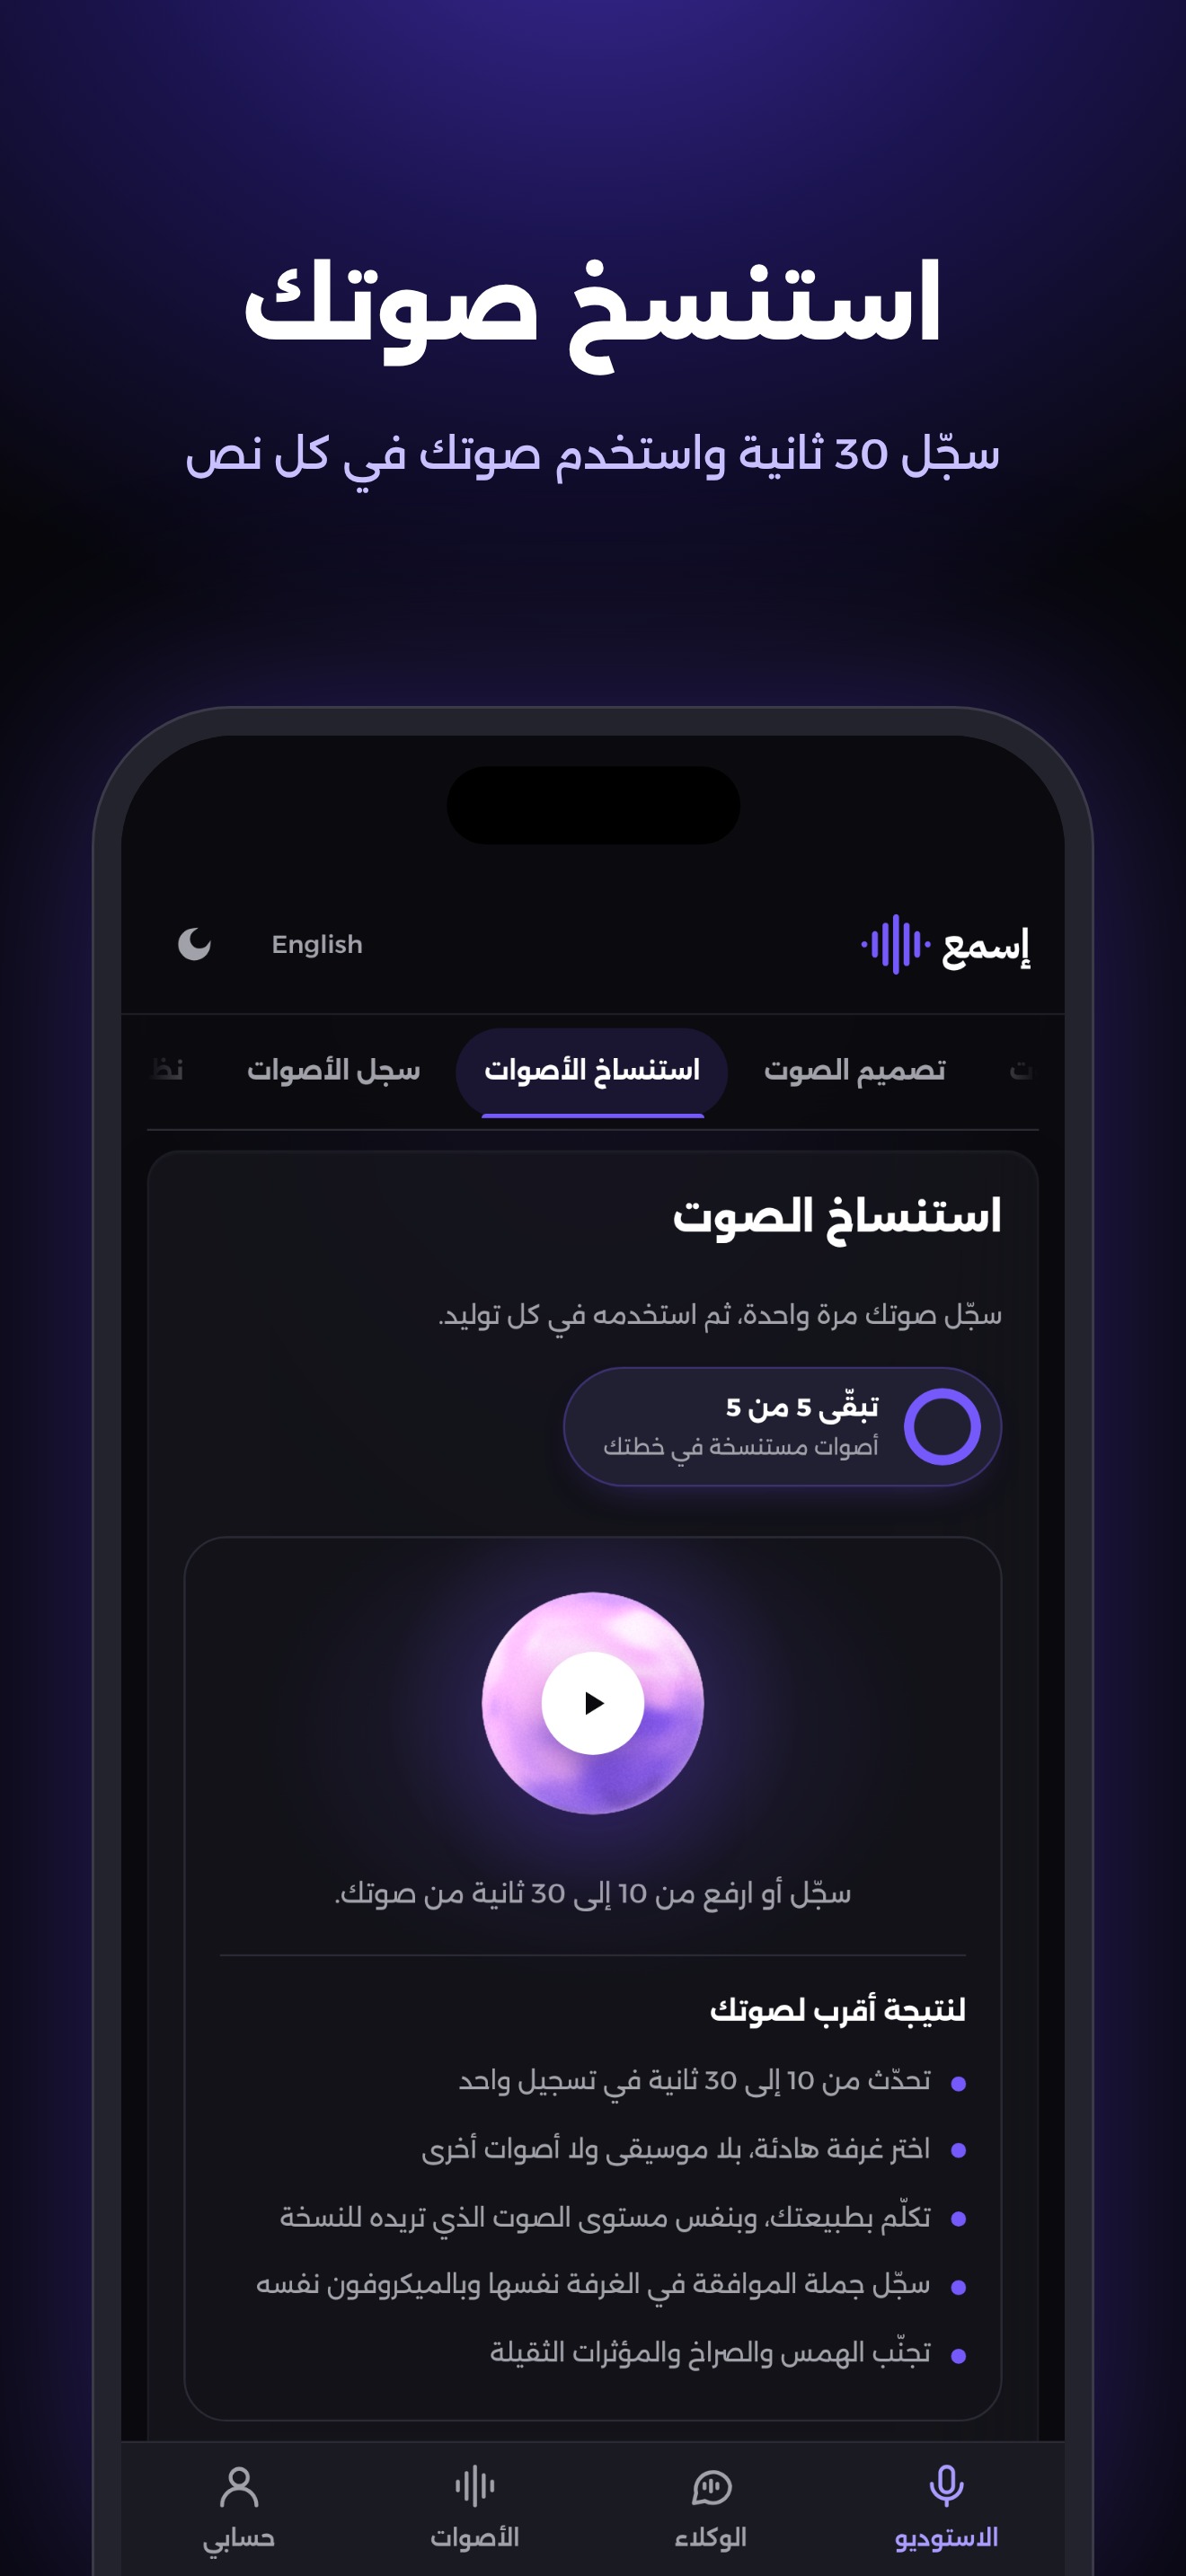 استنسخ صوتك
سجّل 30 ثانية واستخدم صوتك في كل نص
إسمع
English
تصميم الصوت
استنساخ الأصوات
سجل الأصوات
استنساخ الصوت
سجّل صوتك مرة واحدة، ثم استخدمه في كل توليد.
تبقّى 5 من 5
أصوات مستنسخة في خطتك
سجّل أو ارفع من 10 إلى 30 ثانية من صوتك.
لنتيجة أقرب لصوتك
تحدّث من 10 إلى 30 ثانية في تسجيل واحد
اختر غرفة هادئة، بلا موسيقى ولا أصوات أخرى
تكلّم بطبيعتك، وبنفس مستوى الصوت الذي تريده للنسخة
سجّل جملة الموافقة في الغرفة نفسها وبالميكروفون نفسه
تجنّب الهمس والصراخ والمؤثرات الثقيلة
الاستوديو
الوكلاء
الأصوات
حسابي